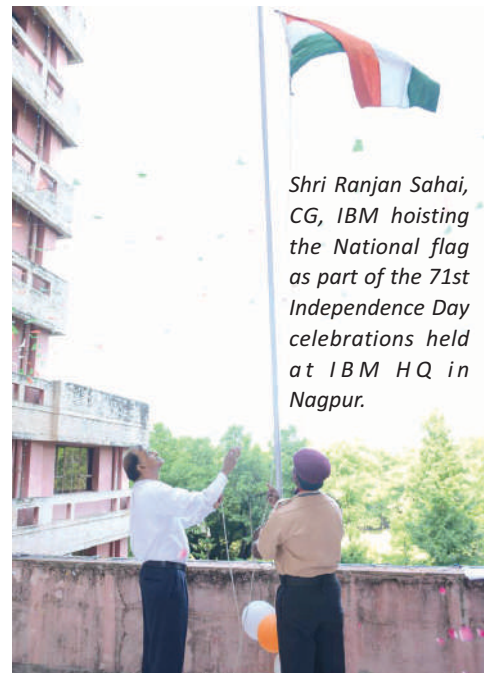 Shri Ranjan Sahai,
CG, IBM hoisting
the National flag
as part of the 71st
Independence Day
celebrations held
at IBM HQ in
Nagpur.